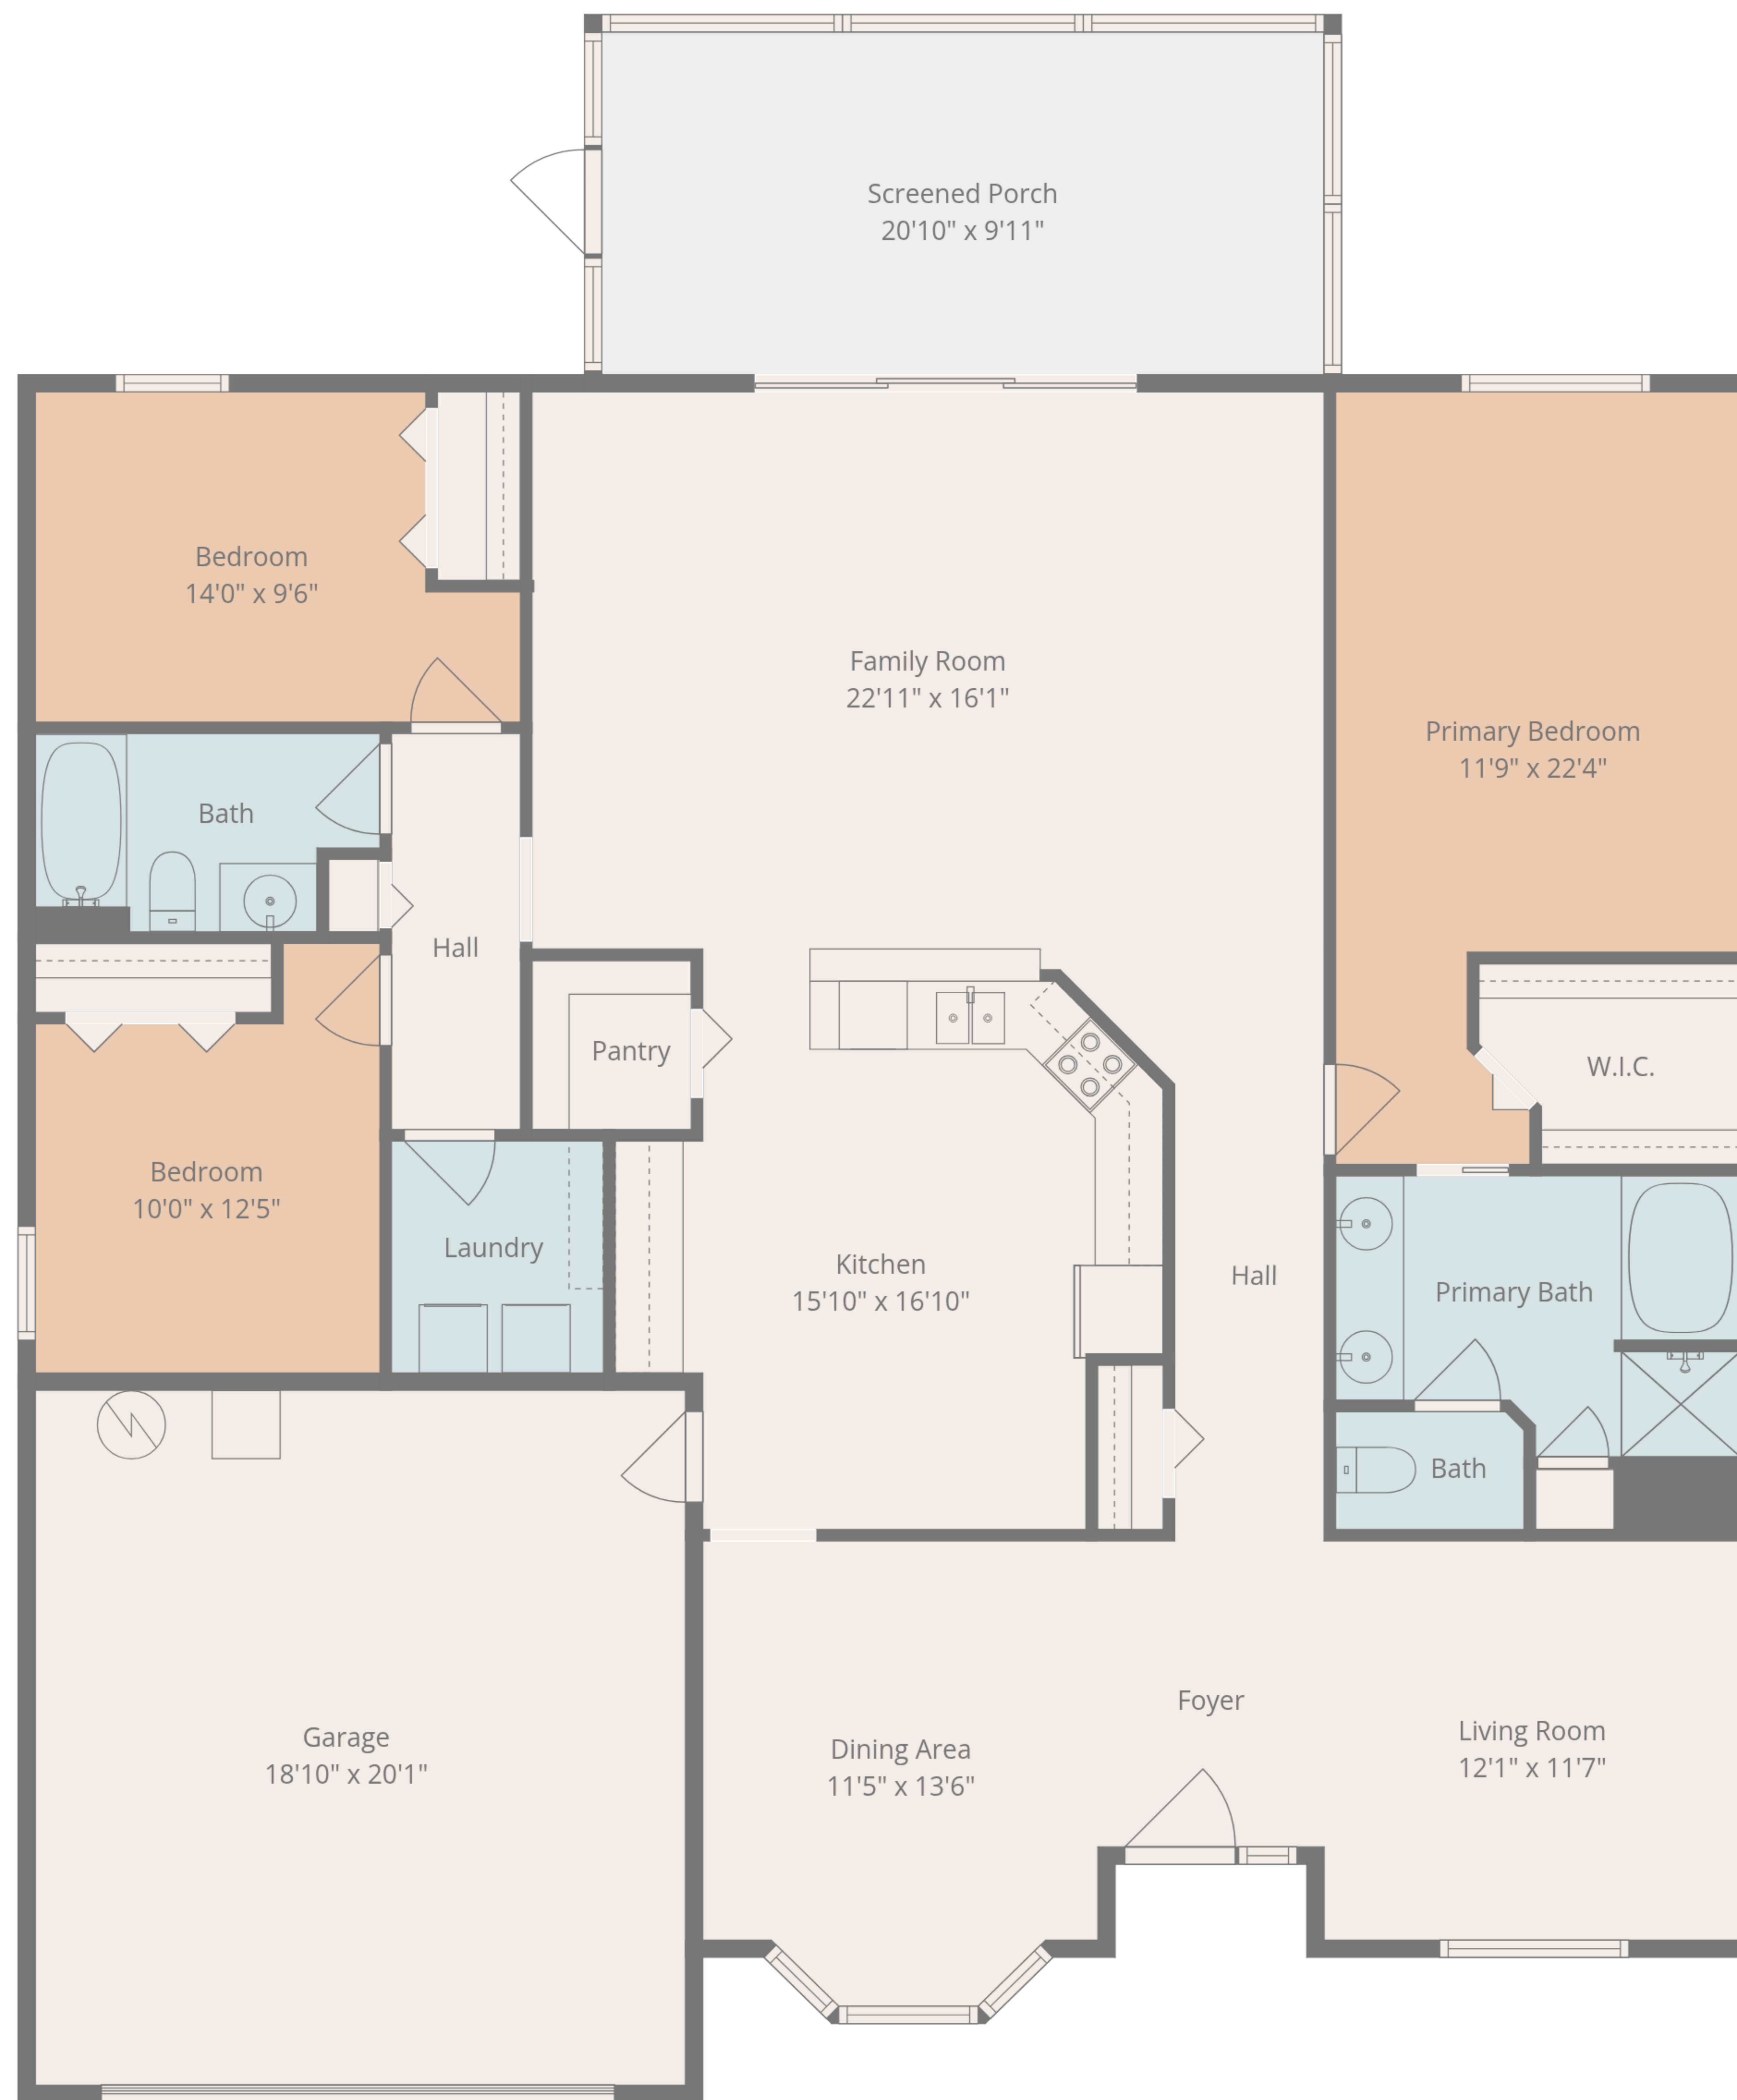 Screened Porch
20'10" x 9'11"
Bedroom
14'0" x 9'6"
Family Room
22'11" x 16'1"
Primary Bedroom
11'9" x 22'4"
Bath
Hall
Pantry
W.I.C.
Bedroom
10'0" x 12'5"
Laundry
Kitchen
15'10" x 16'10"
Hall
Primary Bath
Bath
Garage
18'10" x 20'1"
Dining Area
11'5" x 13'6"
Foyer
Living Room
12'1" x 11'7"